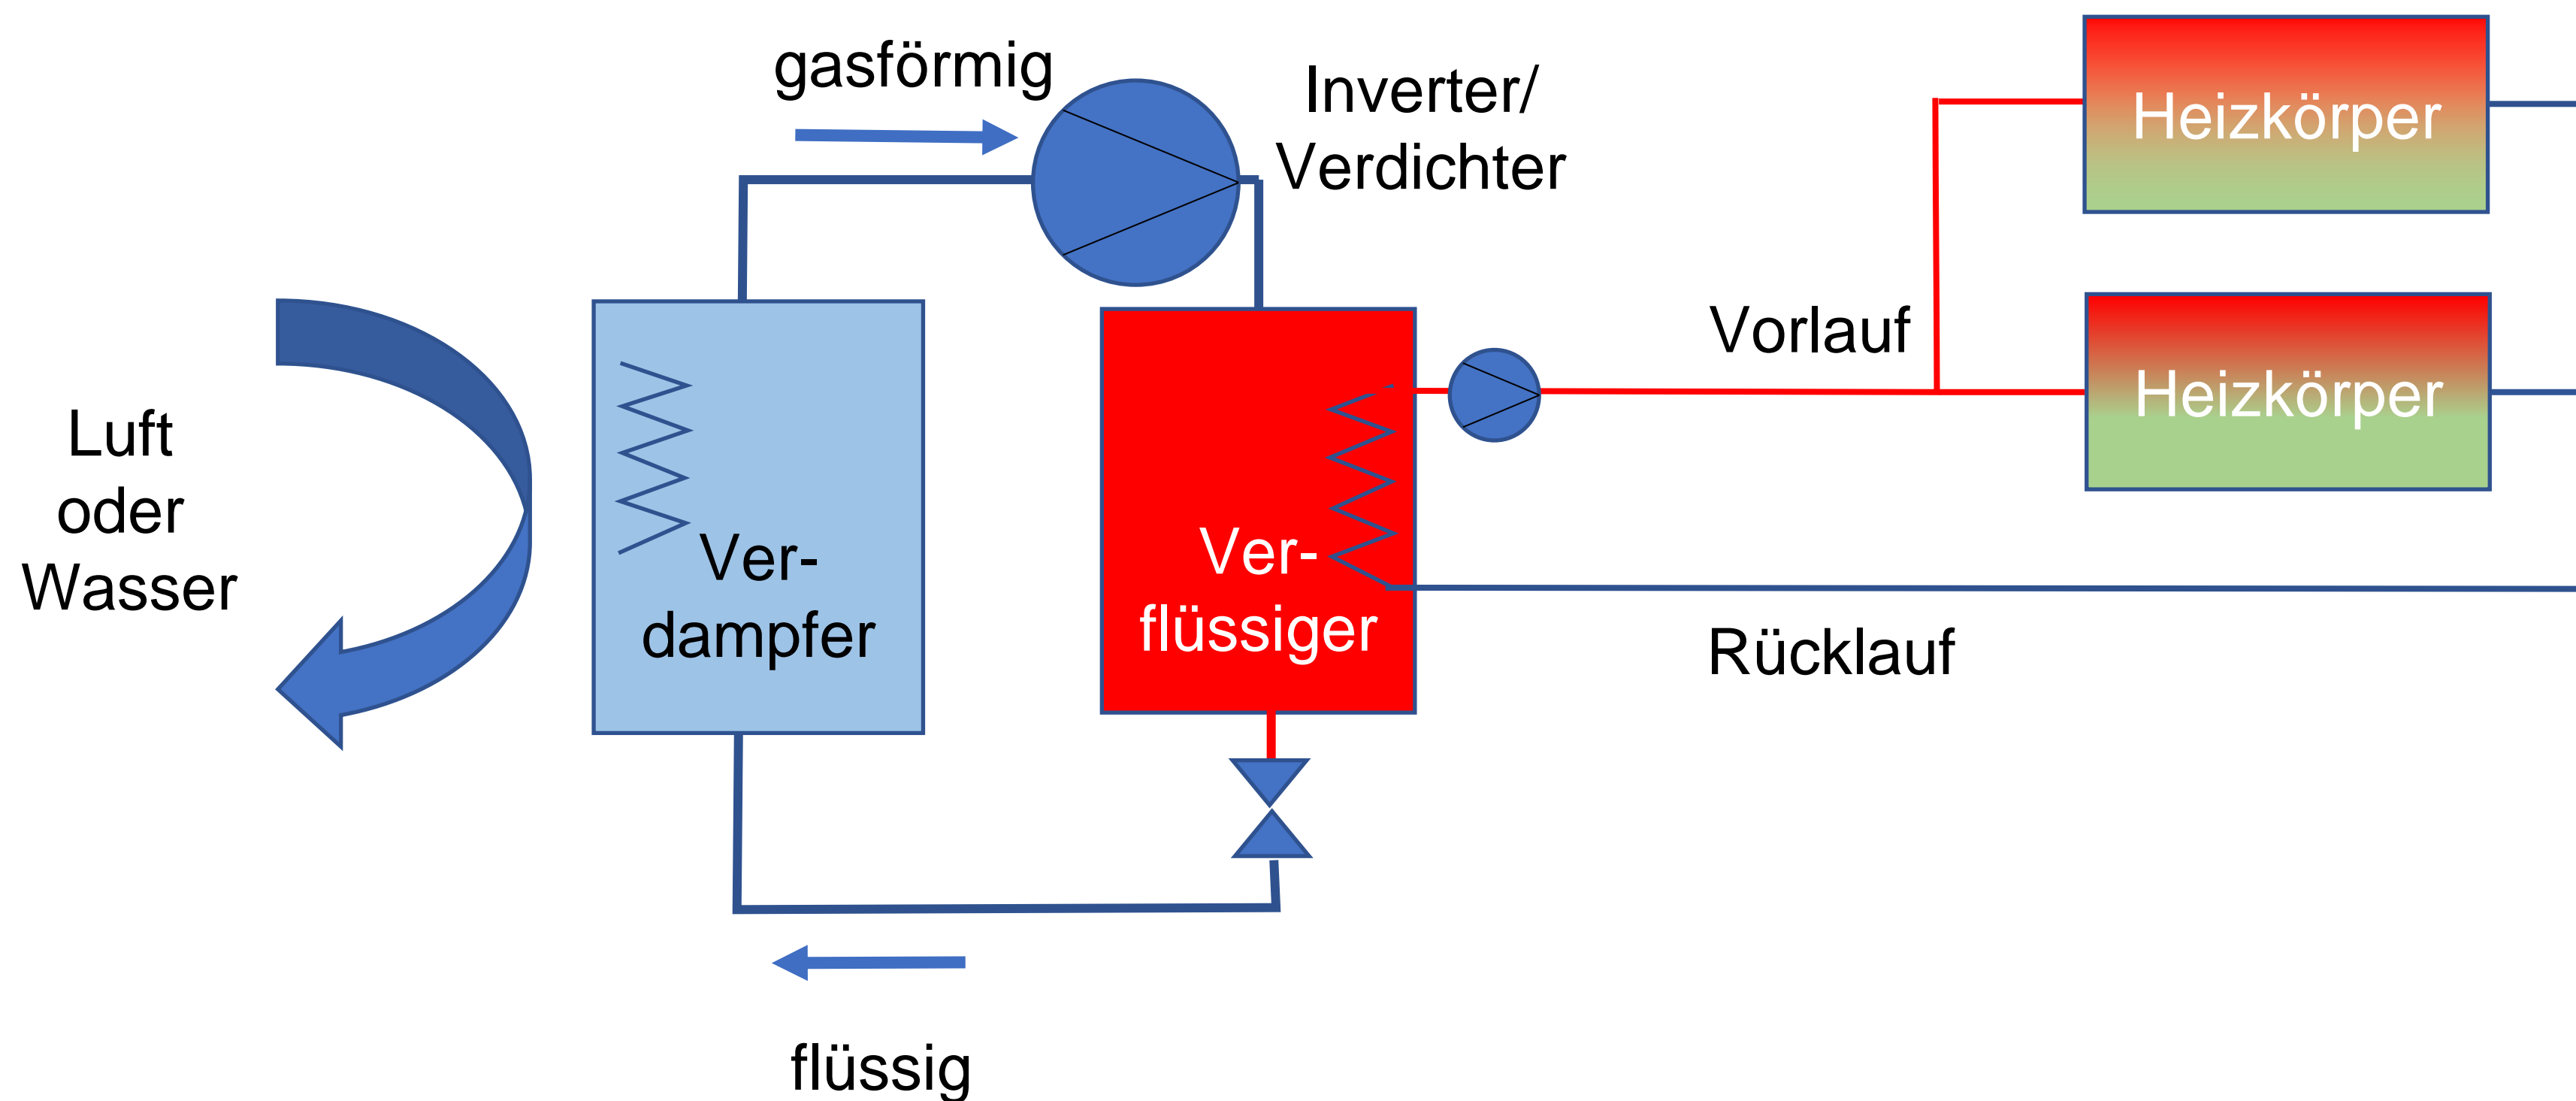 gasförmig
Inverter/
Verdichter
Heizkörper
Vorlauf
Heizkörper
Luft
oder
Wasser
Ver-
dampfer
Ver-
flüssiger
Rücklauf
flüssig